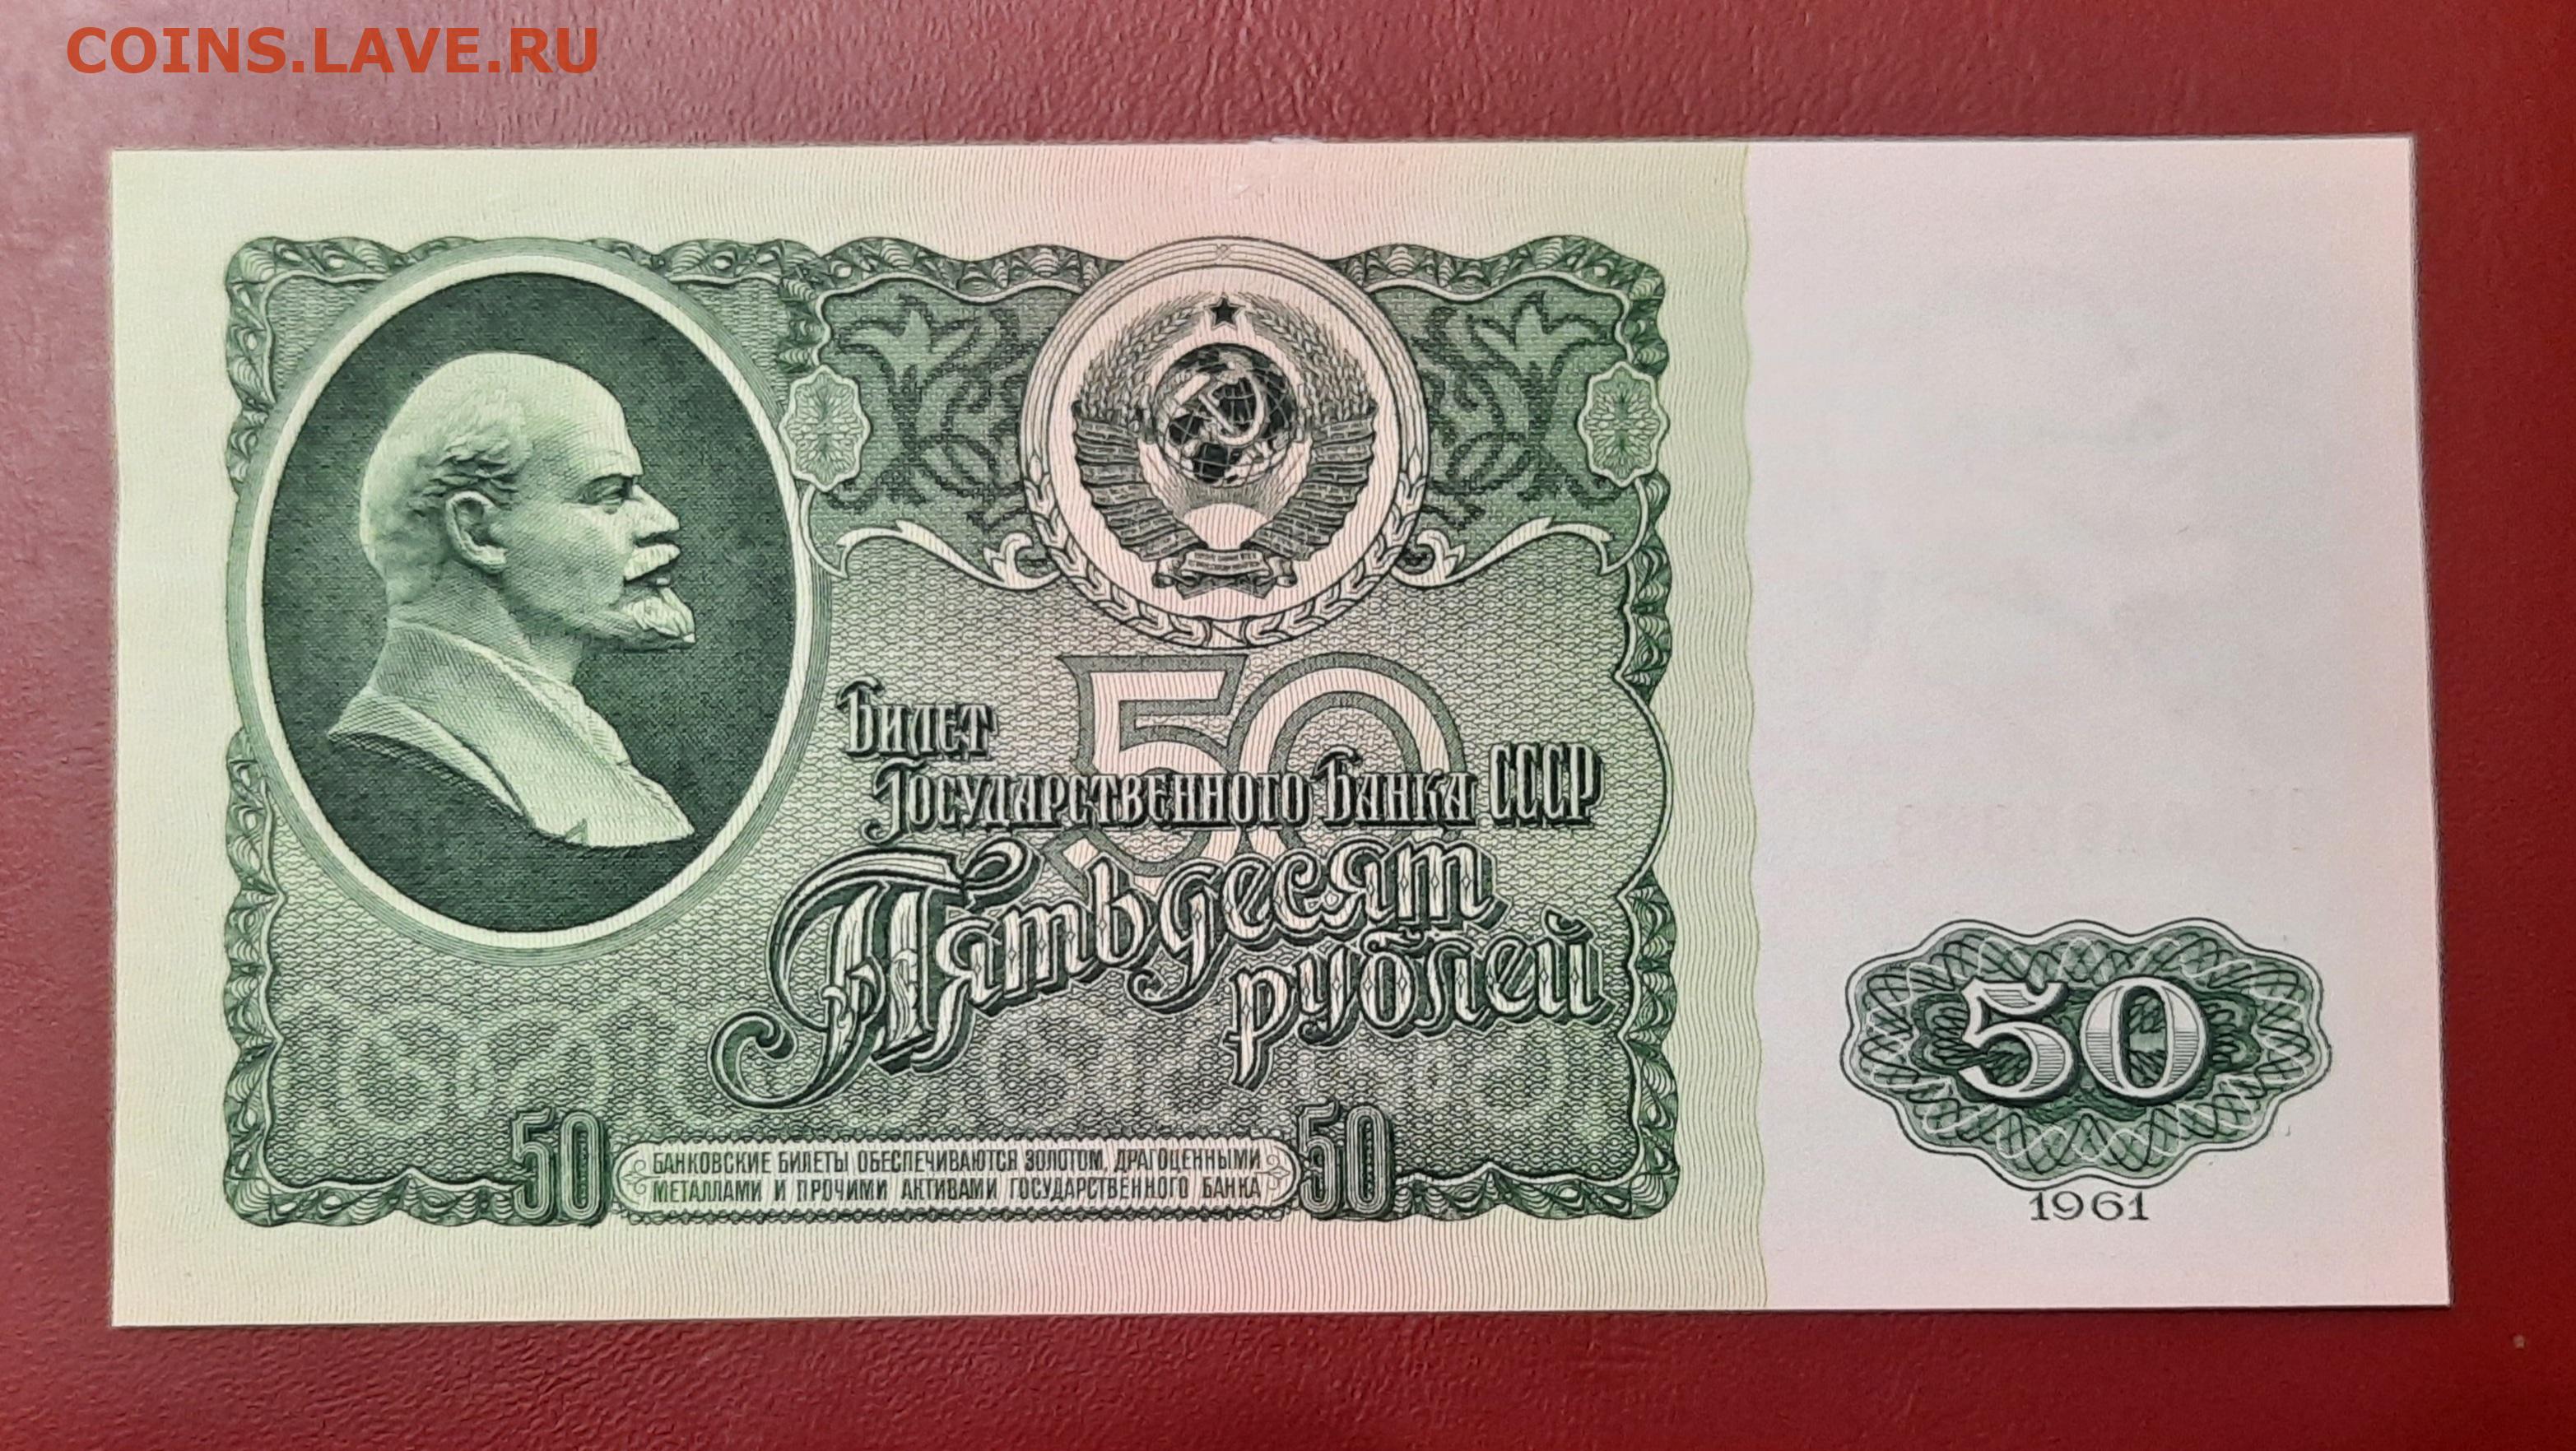 COINS.LAVE.RU
50
Билет
Государственного Банка СССР
Пятьдесят
рублей
50
50
БАНКОВСКИЕ БИЛЕТЫ ОБЕСПЕЧИВАЮТСЯ ЗОЛОТОМ, ДРАГОЦЕННЫМИ
МЕТАЛЛАМИ И ПРОЧИМИ АКТИВАМИ ГОСУДАРСТВЕННОГО БАНКА
50
1961